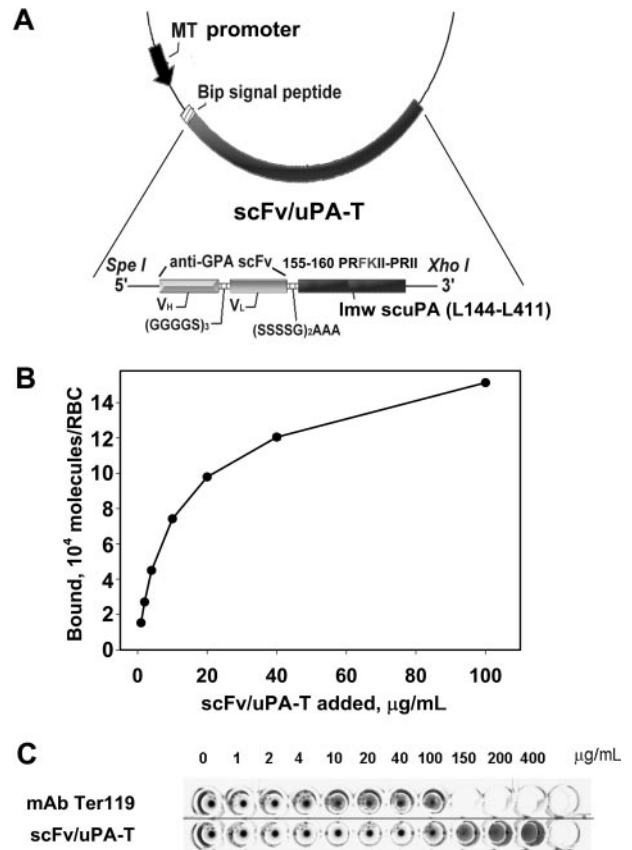 A
MT promoter
Bip signal peptide
scFv/uPA-T
Spe I anti-GPA scFv 155-160 PRFKII-PRII Xho I
5' 3'
VH VL lmw scuPA (L144-L411)
(GGGGS)3 (SSSSG)2AAA
B
Bound, 10⁴ molecules/RBC
14
12
10
8
6
4
2
0
0 20 40 60 80 100
scFv/uPA-T added, µg/mL
C
0 1 2 4 10 20 40 100 150 200 400 µg/mL
mAb Ter119
scFv/uPA-T